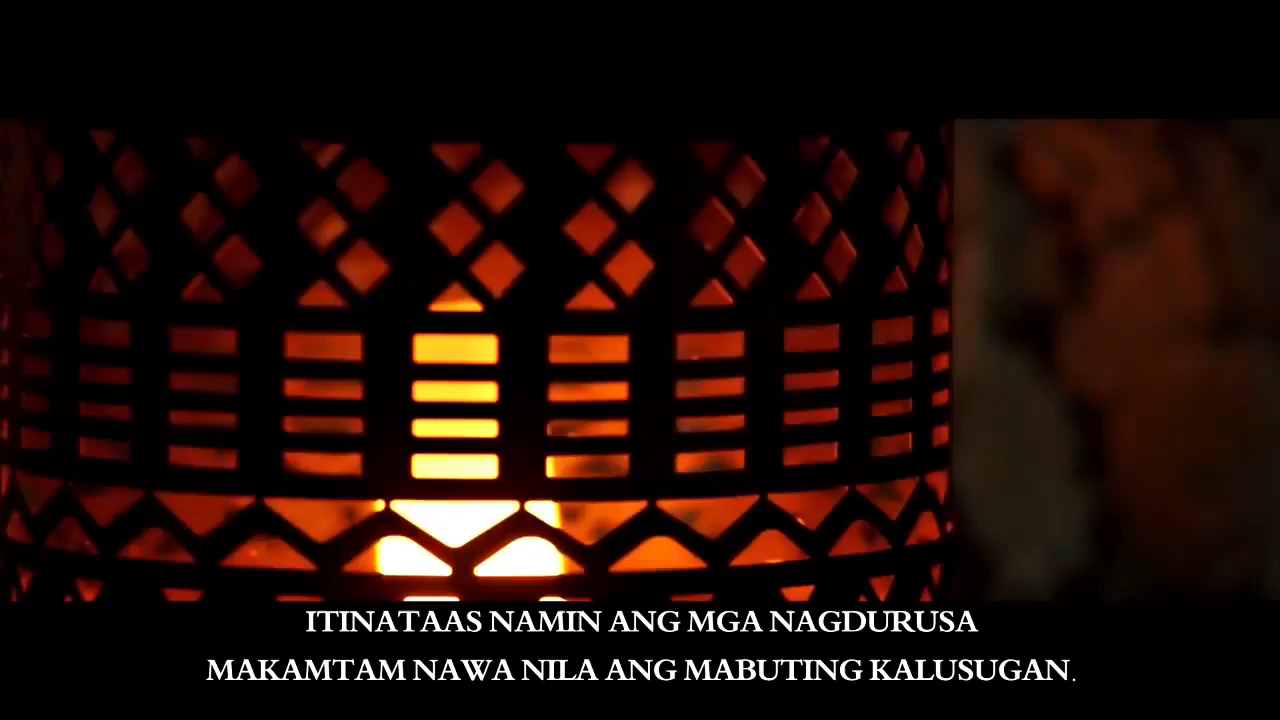 ITINATAAS NAMIN ANG MGA NAGDURUSA
MAKAMTAM NAWA NILA ANG MABUTING KALUSUGAN.